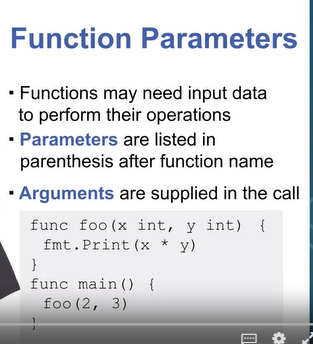 Function Parameters
▪ Functions may need input data
to perform their operations
▪ Parameters are listed in
parenthesis after function name
▪ Arguments are supplied in the call
func foo(x int, y int) {
fmt.Print(x * y)
}
func main() {
foo(2, 3)
}